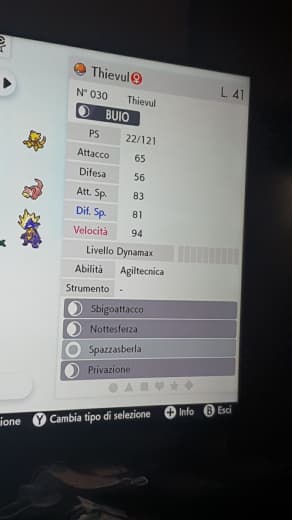 Thievul L. 41
N° 030 Thievul
BUIO
PS 22/121
Attacco 65
Difesa 56
Att. Sp. 83
Dif. Sp. 81
Velocità 94
Livello Dynamax
Abilità Agiltecnica
Strumento -
Sbigoattacco
Nottesferza
Spazzasberla
Privazione
ione Y Cambia tipo di selezione + Info B Esci